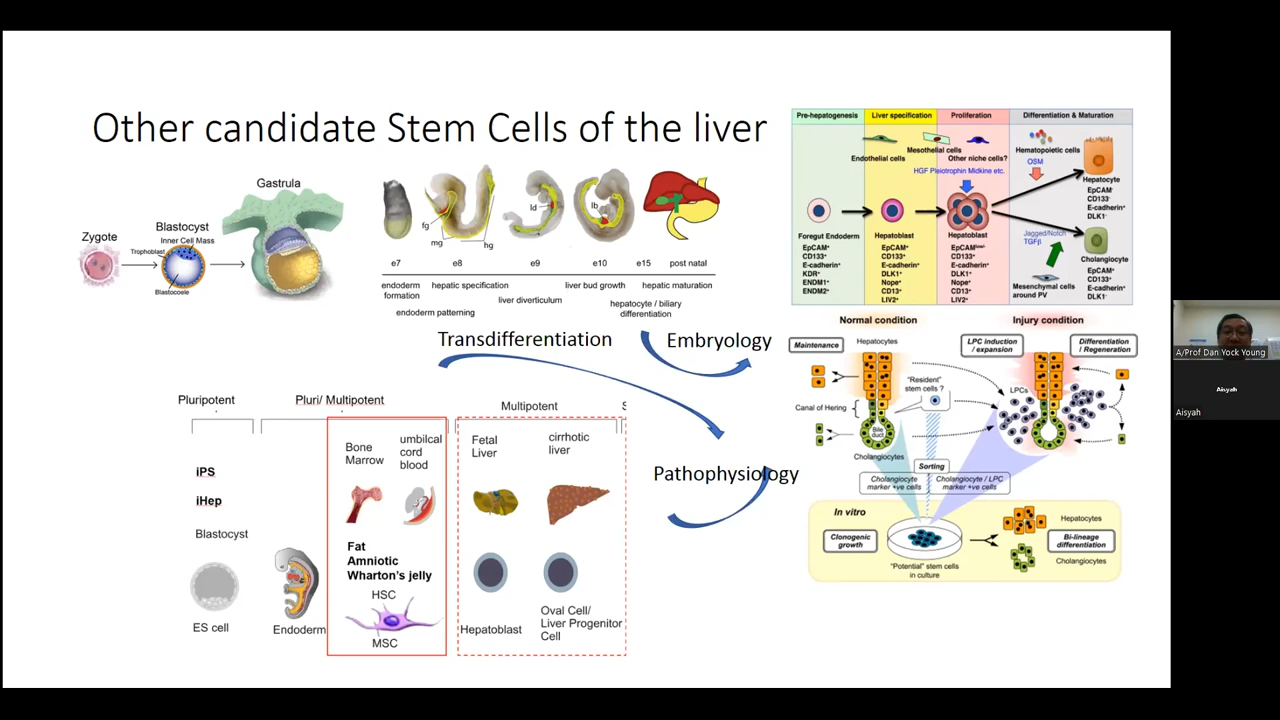 Other candidate Stem Cells of the liver
Zygote
Blastocyst
Inner Cell Mass
Trophoblast
Blastocoele
Gastrula
fg
mg
hg
ld
lb
e7
e8
e9
e10
e15
post natal
endoderm
formation
hepatic specification
liver bud growth
hepatic maturation
liver diverticulum
endoderm patterning
hepatocyte / biliary
differentiation
Transdifferentiation
Embryology
Pathophysiology
Pluripotent
Pluri/ Multipotent
Multipotent
S
iPS
iHep
Blastocyst
ES cell
Endoderm
Bone
Marrow
umbilcal
cord
blood
Fat
Amniotic
Wharton's jelly
HSC
MSC
Fetal
Liver
cirrhotic
liver
Hepatoblast
Oval Cell/
Liver Progenitor
Cell
Pre-hepatogenesis
Liver specification
Proliferation
Differentiation & Maturation
Endothelial cells
Mesothelial cells
Other niche cells?
HGF Pleiotrophin Midkine etc.
Hematopoietic cells
OSM
Hepatocyte
EpCAM-
CD133-
E-cadherin+
DLK1-
Jagged/Notch
TGFβ
Cholangiocyte
EpCAM+
CD133+
E-cadherin+
DLK1-
Mesenchymal cells
around PV
Foregut Endoderm
EpCAM+
CD133+
E-cadherin+
KDR+
ENDM1+
ENDM2+
Hepatoblast
EpCAM+
CD133+
E-cadherin+
DLK1+
Nope+
CD13+
LIV2+
Hepatoblast
EpCAMlow/-
CD133+
E-cadherin+
DLK1+
Nope+
CD13+
LIV2+
Normal condition
Injury condition
Maintenance
Hepatocytes
LPC induction
/ expansion
Differentiation
/ Regeneration
"Resident"
stem cells ?
LPCs
Canal of Hering
Bile
duct
Cholangiocytes
Sorting
Cholangiocyte
marker +ve cells
Cholangiocyte / LPC
marker +ve cells
In vitro
Clonogenic
growth
"Potential" stem cells
in culture
Hepatocytes
Bi-lineage
differentiation
Cholangiocytes
A/Prof Dan Yock Young
Aisyah
Aisyah